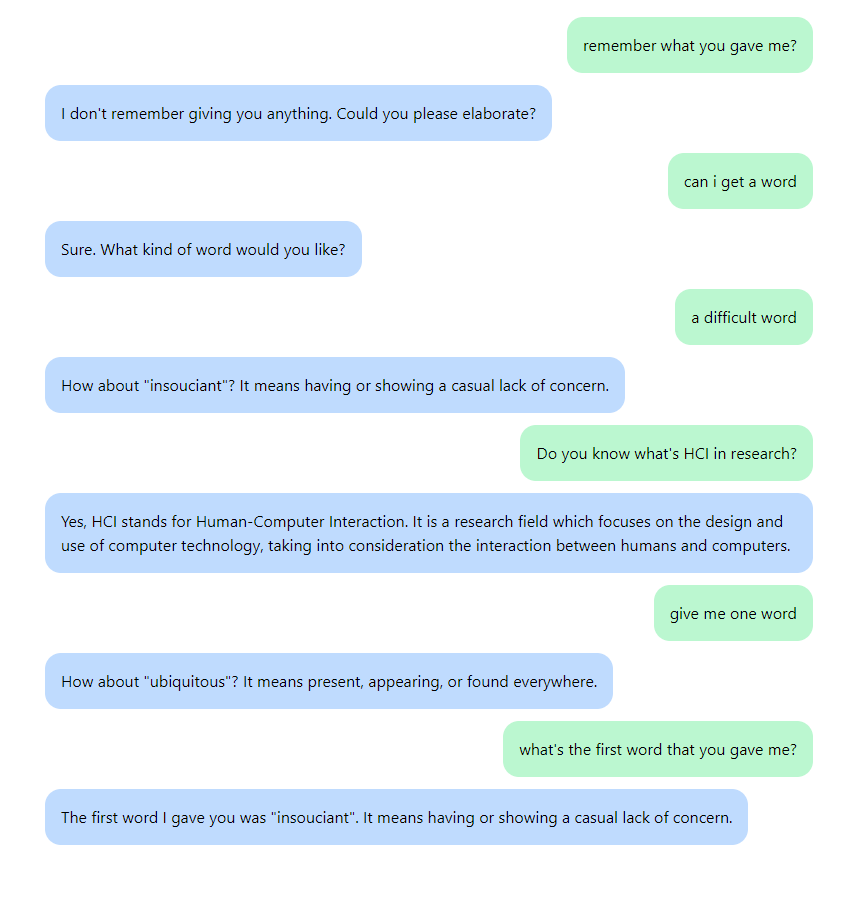 remember what you gave me?
I don't remember giving you anything. Could you please elaborate?
can i get a word
Sure. What kind of word would you like?
a difficult word
How about "insouciant"? It means having or showing a casual lack of concern.
Do you know what's HCI in research?
Yes, HCI stands for Human-Computer Interaction. It is a research field which focuses on the design and
use of computer technology, taking into consideration the interaction between humans and computers.
give me one word
How about "ubiquitous"? It means present, appearing, or found everywhere.
what's the first word that you gave me?
The first word I gave you was "insouciant". It means having or showing a casual lack of concern.